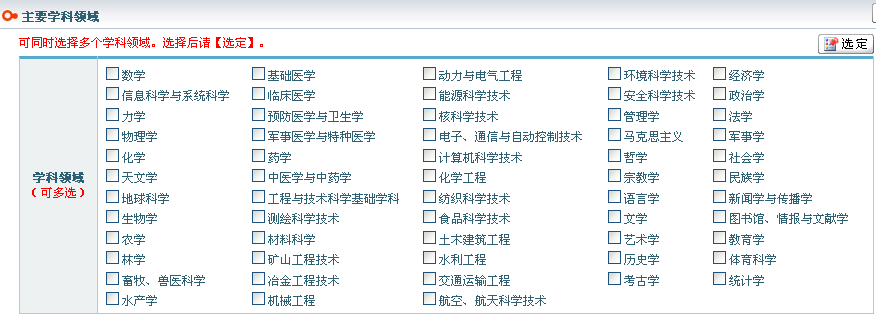 主要学科领域
可同时选择多个学科领域。选择后请【选定】。
选定
学科领域
（可多选）
数学 基础医学 动力与电气工程 环境科学技术 经济学
信息科学与系统科学 临床医学 能源科学技术 安全科学技术 政治学
力学 预防医学与卫生学 核科学技术 管理学 法学
物理学 军事医学与特种医学 电子、通信与自动控制技术 马克思主义 军事学
化学 药学 计算机科学技术 哲学 社会学
天文学 中医学与中药学 化学工程 宗教学 民族学
地球科学 工程与技术科学基础学科 纺织科学技术 语言学 新闻学与传播学
生物学 测绘科学技术 食品科学技术 文学 图书馆、情报与文献学
农学 材料科学 土木建筑工程 艺术学 教育学
林学 矿山工程技术 水利工程 历史学 体育科学
畜牧、兽医科学 冶金工程技术 交通运输工程 考古学 统计学
水产学 机械工程 航空、航天科学技术